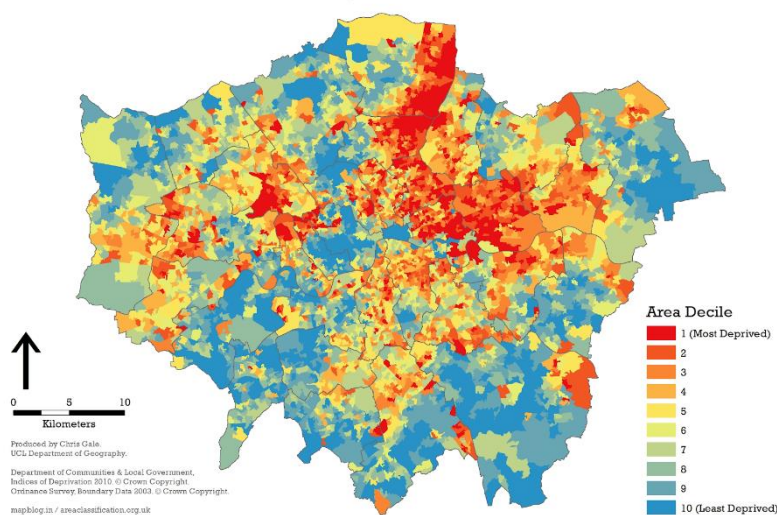 Area Decile
1 (Most Deprived)
2
3
4
5
6
7
8
9
10 (Least Deprived)
0 5 10
Kilometers
Produced by Chris Gale.
UCL Department of Geography.
Department of Communities & Local Government,
Indices of Deprivation 2010. © Crown Copyright.
Ordnance Survey Boundary Data 2003. © Crown Copyright.
mapblog.in / areaclassification.org.uk